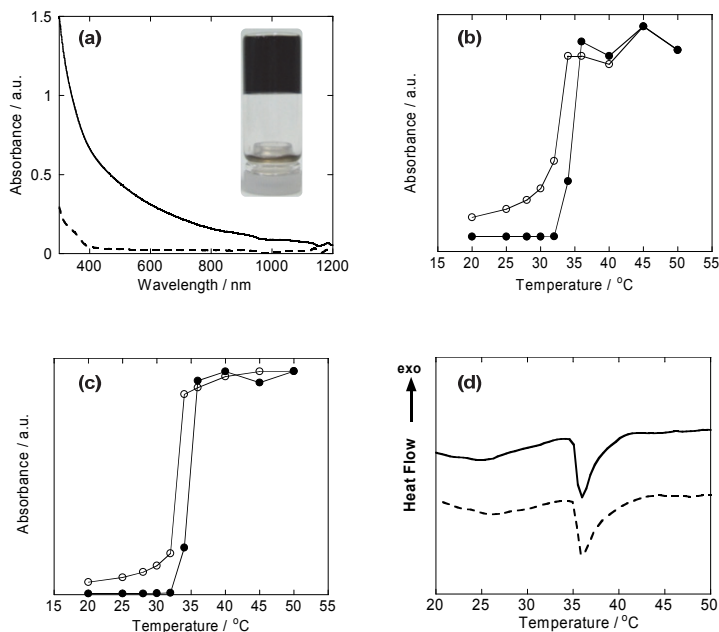 (a)
1.5
1
0.5
0
400 600 800 1000 1200
Wavelength / nm
Absorbance / a.u.
(b)
15 20 25 30 35 40 45 50 55
Temperature / °C
Absorbance / a.u.
(c)
15 20 25 30 35 40 45 50 55
Temperature / °C
Absorbance / a.u.
(d)
exo
Heat Flow
20 25 30 35 40 45 50
Temperature / °C